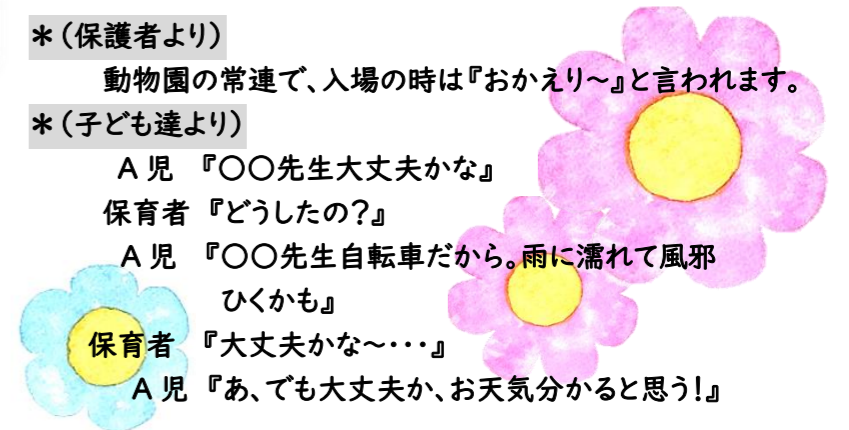 ＊（保護者より）
動物園の常連で、入場の時は『おかえり～』と言われます。
＊（子ども達より）
A 児 『〇〇先生大丈夫かな』
保育者 『どうしたの？』
A 児 『〇〇先生自転車だから。雨に濡れて風邪
ひくかも』
保育者 『大丈夫かな～・・・』
A 児 『あ、でも大丈夫か、お天気分かると思う！』